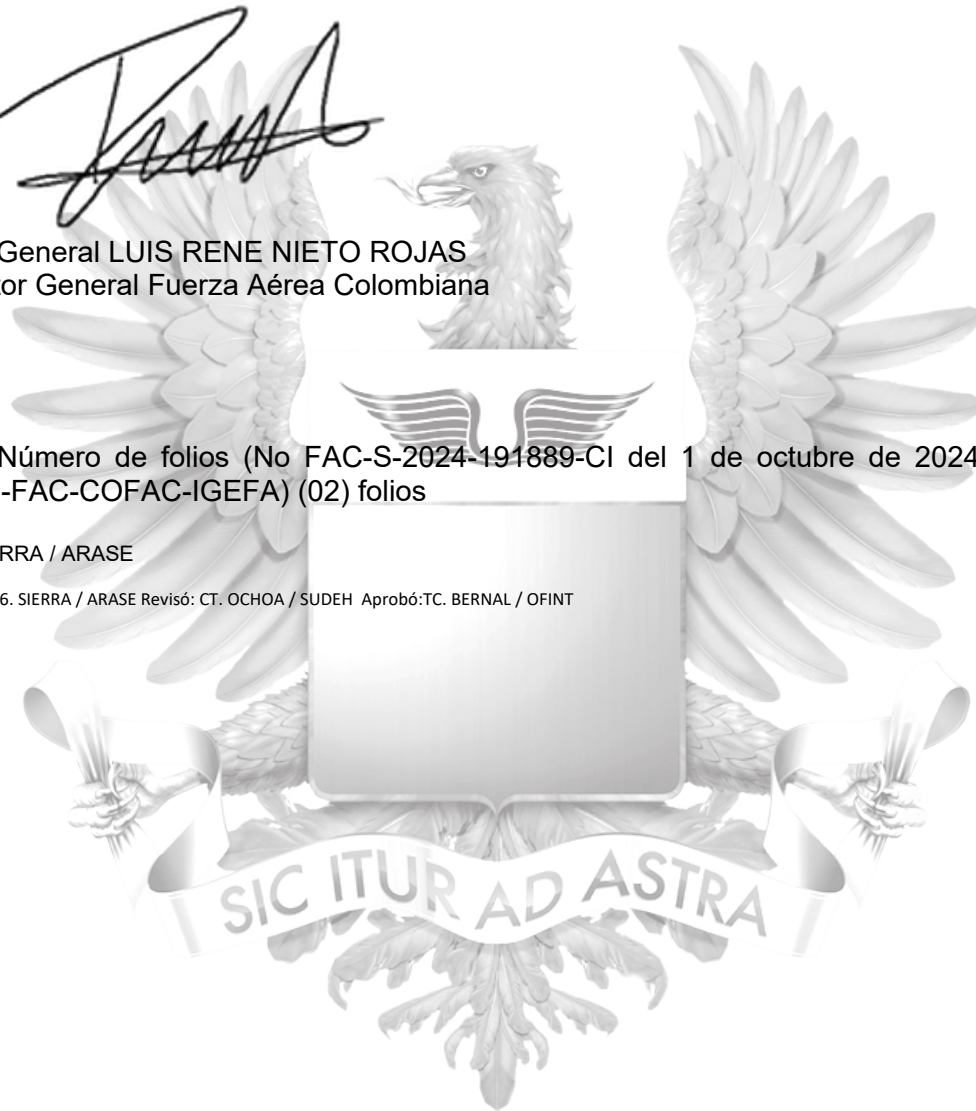 General LUIS RENE NIETO ROJAS
tor General Fuerza Aérea Colombiana
Número de folios (No FAC-S-2024-191889-CI del 1 de octubre de 2024
-FAC-COFAC-IGEFA) (02) folios
RRA / ARASE
6. SIERRA / ARASE Revisó: CT. OCHOA / SUDEH Aprobó:TC. BERNAL / OFINT
SIC ITUR AD ASTRA